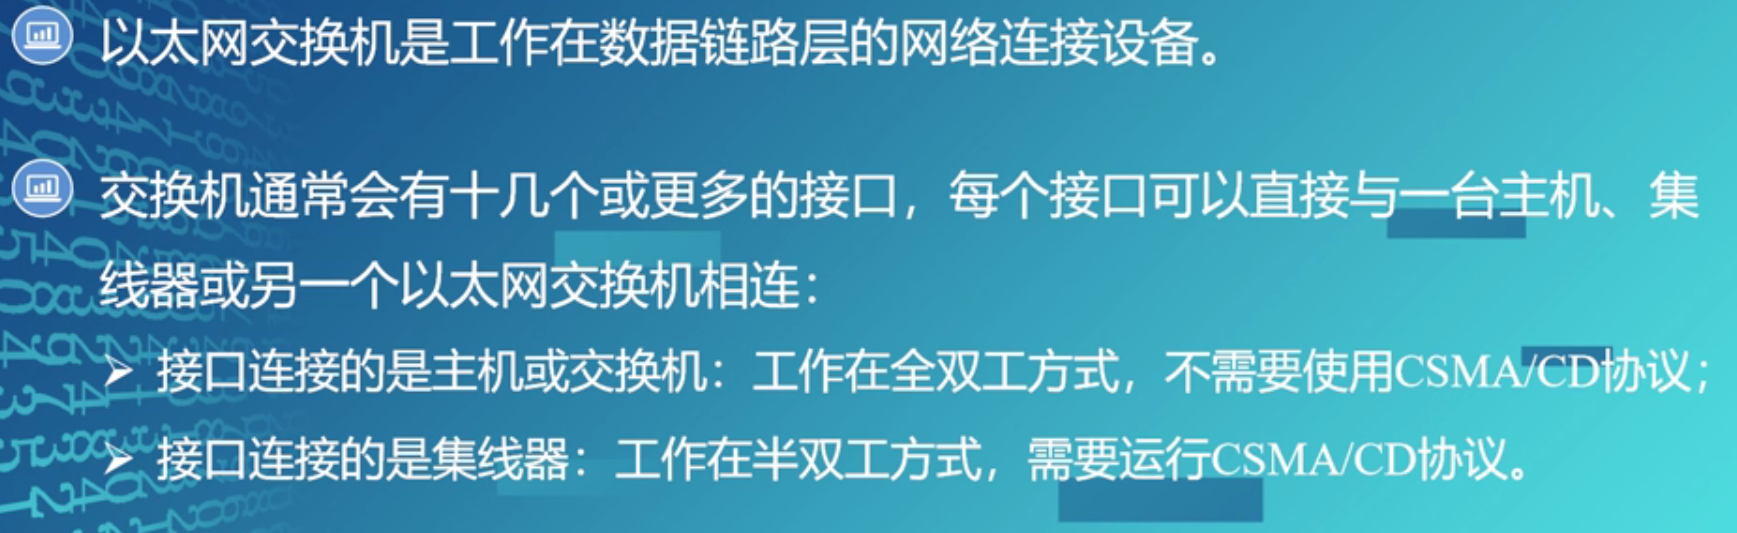 以太网交换机是工作在数据链路层的网络连接设备。
交换机通常会有十几个或更多的接口，每个接口可以直接与一台主机、集
线器或另一个以太网交换机相连：
接口连接的是主机或交换机：工作在全双工方式，不需要使用CSMA/CD协议；
接口连接的是集线器：工作在半双工方式，需要运行CSMA/CD协议。